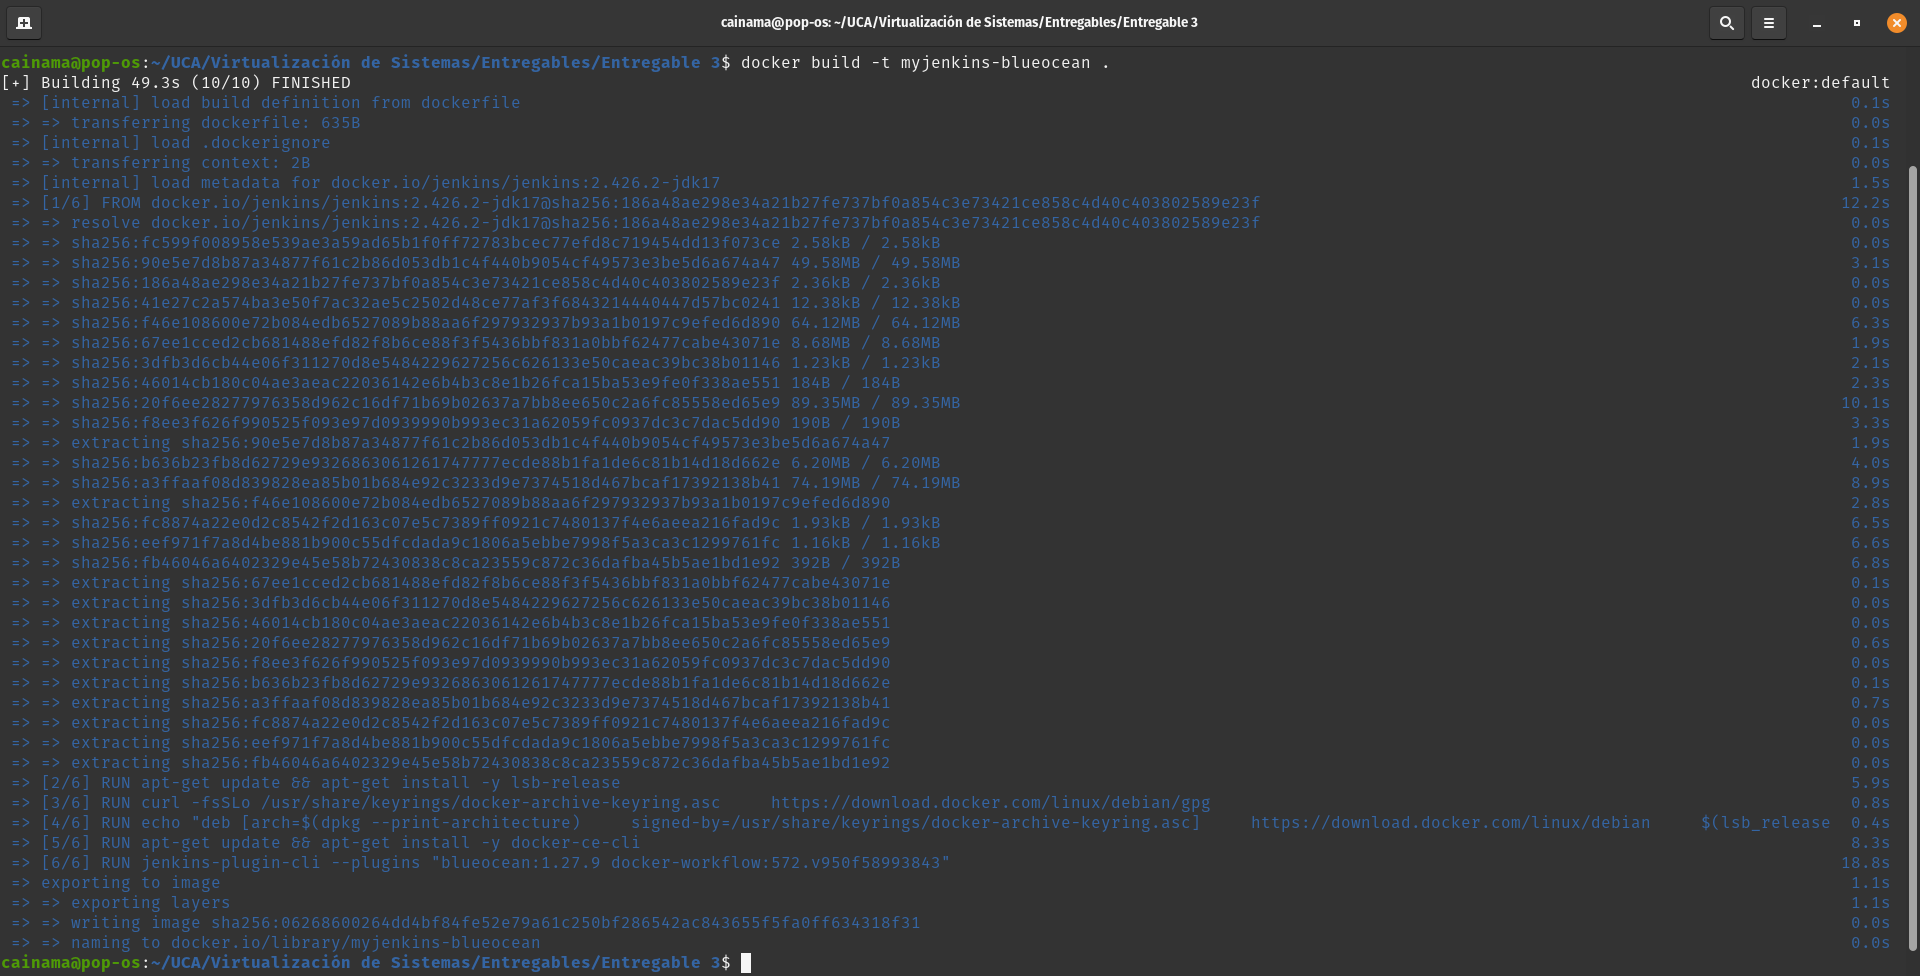 cainama@pop-os: ~/UCA/Virtualización de Sistemas/Entregables/Entregable 3
cainama@pop-os:~/UCA/Virtualización de Sistemas/Entregables/Entregable 3$ docker build -t myjenkins-blueocean .
[+] Building 49.3s (10/10) FINISHED docker:default
=> [internal] load build definition from dockerfile 0.1s
=> => transferring dockerfile: 635B 0.0s
=> [internal] load .dockerignore 0.1s
=> => transferring context: 2B 0.0s
=> [internal] load metadata for docker.io/jenkins/jenkins:2.426.2-jdk17 1.5s
=> [1/6] FROM docker.io/jenkins/jenkins:2.426.2-jdk17@sha256:186a48ae298e34a21b27fe737bf0a854c3e73421ce858c4d40c403802589e23f 12.2s
=> => resolve docker.io/jenkins/jenkins:2.426.2-jdk17@sha256:186a48ae298e34a21b27fe737bf0a854c3e73421ce858c4d40c403802589e23f 0.0s
=> => sha256:fc599f008958e539ae3a59ad65b1f0ff72783bcec77efd8c719454dd13f073ce 2.58kB / 2.58kB 0.0s
=> => sha256:90e5e7d8b87a34877f61c2b86d053db1c4f440b9054cf49573e3be5d6a674a47 49.58MB / 49.58MB 3.1s
=> => sha256:186a48ae298e34a21b27fe737bf0a854c3e73421ce858c4d40c403802589e23f 2.36kB / 2.36kB 0.0s
=> => sha256:41e27c2a574ba3e50f7ac32ae5c2502d48ce77af3f6843214440447d57bc0241 12.38kB / 12.38kB 0.0s
=> => sha256:f46e108600e72b084edb6527089b88aa6f297932937b93a1b0197c9efed6d890 64.12MB / 64.12MB 6.3s
=> => sha256:67ee1cced2cb681488efd82f8b6ce88f3f5436bbf831a0bbf62477cabe43071e 8.68MB / 8.68MB 1.9s
=> => sha256:3dfb3d6cb44e06f311270d8e5484229627256c626133e50caeac39bc38b01146 1.23kB / 1.23kB 2.1s
=> => sha256:46014cb180c04ae3aeac22036142e6b4b3c8e1b26fca15ba53e9fe0f338ae551 184B / 184B 2.3s
=> => sha256:20f6ee28277976358d962c16df71b69b02637a7bb8ee650c2a6fc85558ed65e9 89.35MB / 89.35MB 10.1s
=> => sha256:f8ee3f626f990525f093e97d0939990b993ec31a62059fc0937dc3c7dac5dd90 190B / 190B 3.3s
=> => extracting sha256:90e5e7d8b87a34877f61c2b86d053db1c4f440b9054cf49573e3be5d6a674a47 1.9s
=> => sha256:b636b23fb8d62729e9326863061261747777ecde88b1fa1de6c81b14d18d662e 6.20MB / 6.20MB 4.0s
=> => sha256:a3ffaaf08d839828ea85b01b684e92c3233d9e7374518d467bcaf17392138b41 74.19MB / 74.19MB 8.9s
=> => extracting sha256:f46e108600e72b084edb6527089b88aa6f297932937b93a1b0197c9efed6d890 2.8s
=> => sha256:fc8874a22e0d2c8542f2d163c07e5c7389ff0921c7480137f4e6aeea216fad9c 1.93kB / 1.93kB 6.5s
=> => sha256:eef971f7a8d4be881b900c55dfcdada9c1806a5ebbe7998f5a3ca3c1299761fc 1.16kB / 1.16kB 6.6s
=> => sha256:fb46046a6402329e45e58b72430838c8ca23559c872c36dafba45b5ae1bd1e92 392B / 392B 6.8s
=> => extracting sha256:67ee1cced2cb681488efd82f8b6ce88f3f5436bbf831a0bbf62477cabe43071e 0.1s
=> => extracting sha256:3dfb3d6cb44e06f311270d8e5484229627256c626133e50caeac39bc38b01146 0.0s
=> => extracting sha256:46014cb180c04ae3aeac22036142e6b4b3c8e1b26fca15ba53e9fe0f338ae551 0.0s
=> => extracting sha256:20f6ee28277976358d962c16df71b69b02637a7bb8ee650c2a6fc85558ed65e9 0.6s
=> => extracting sha256:f8ee3f626f990525f093e97d0939990b993ec31a62059fc0937dc3c7dac5dd90 0.0s
=> => extracting sha256:b636b23fb8d62729e9326863061261747777ecde88b1fa1de6c81b14d18d662e 0.1s
=> => extracting sha256:a3ffaaf08d839828ea85b01b684e92c3233d9e7374518d467bcaf17392138b41 0.7s
=> => extracting sha256:fc8874a22e0d2c8542f2d163c07e5c7389ff0921c7480137f4e6aeea216fad9c 0.0s
=> => extracting sha256:eef971f7a8d4be881b900c55dfcdada9c1806a5ebbe7998f5a3ca3c1299761fc 0.0s
=> => extracting sha256:fb46046a6402329e45e58b72430838c8ca23559c872c36dafba45b5ae1bd1e92 0.0s
=> [2/6] RUN apt-get update && apt-get install -y lsb-release 5.9s
=> [3/6] RUN curl -fsSLo /usr/share/keyrings/docker-archive-keyring.asc     https://download.docker.com/linux/debian/gpg 0.8s
=> [4/6] RUN echo "deb [arch=$(dpkg --print-architecture)     signed-by=/usr/share/keyrings/docker-archive-keyring.asc]     https://download.docker.com/linux/debian     $(lsb_release 0.4s
=> [5/6] RUN apt-get update && apt-get install -y docker-ce-cli 8.3s
=> [6/6] RUN jenkins-plugin-cli --plugins "blueocean:1.27.9 docker-workflow:572.v950f58993843" 18.8s
=> exporting to image 1.1s
=> => exporting layers 1.1s
=> => writing image sha256:06268600264dd4bf84fe52e79a61c250bf286542ac843655f5fa0ff634318f31 0.0s
=> => naming to docker.io/library/myjenkins-blueocean 0.0s
cainama@pop-os:~/UCA/Virtualización de Sistemas/Entregables/Entregable 3$